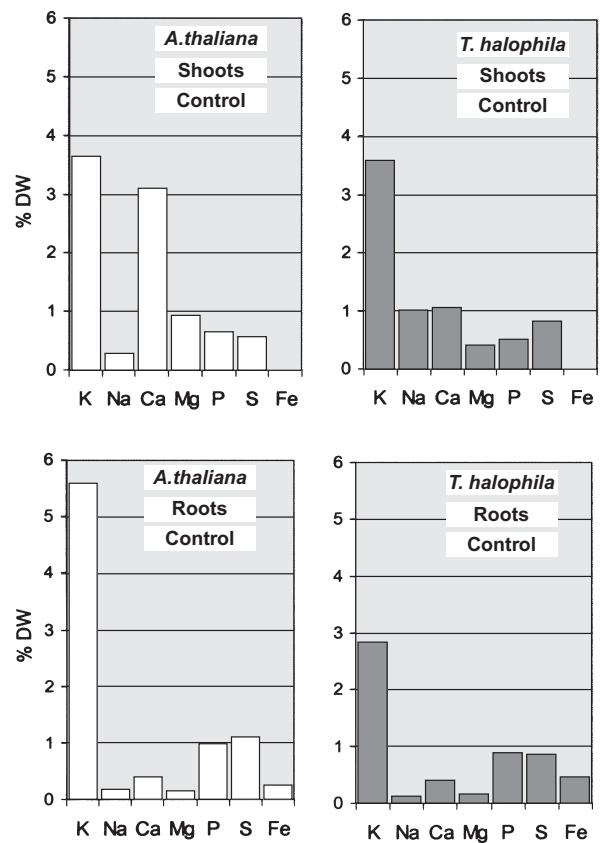 6
5
4
3
2
1
0
% DW
A.thaliana
Shoots
Control
K Na Ca Mg P S Fe
6
5
4
3
2
1
0
T. halophila
Shoots
Control
K Na Ca Mg P S Fe
6
5
4
3
2
1
0
% DW
A.thaliana
Roots
Control
K Na Ca Mg P S Fe
6
5
4
3
2
1
0
T. halophila
Roots
Control
K Na Ca Mg P S Fe